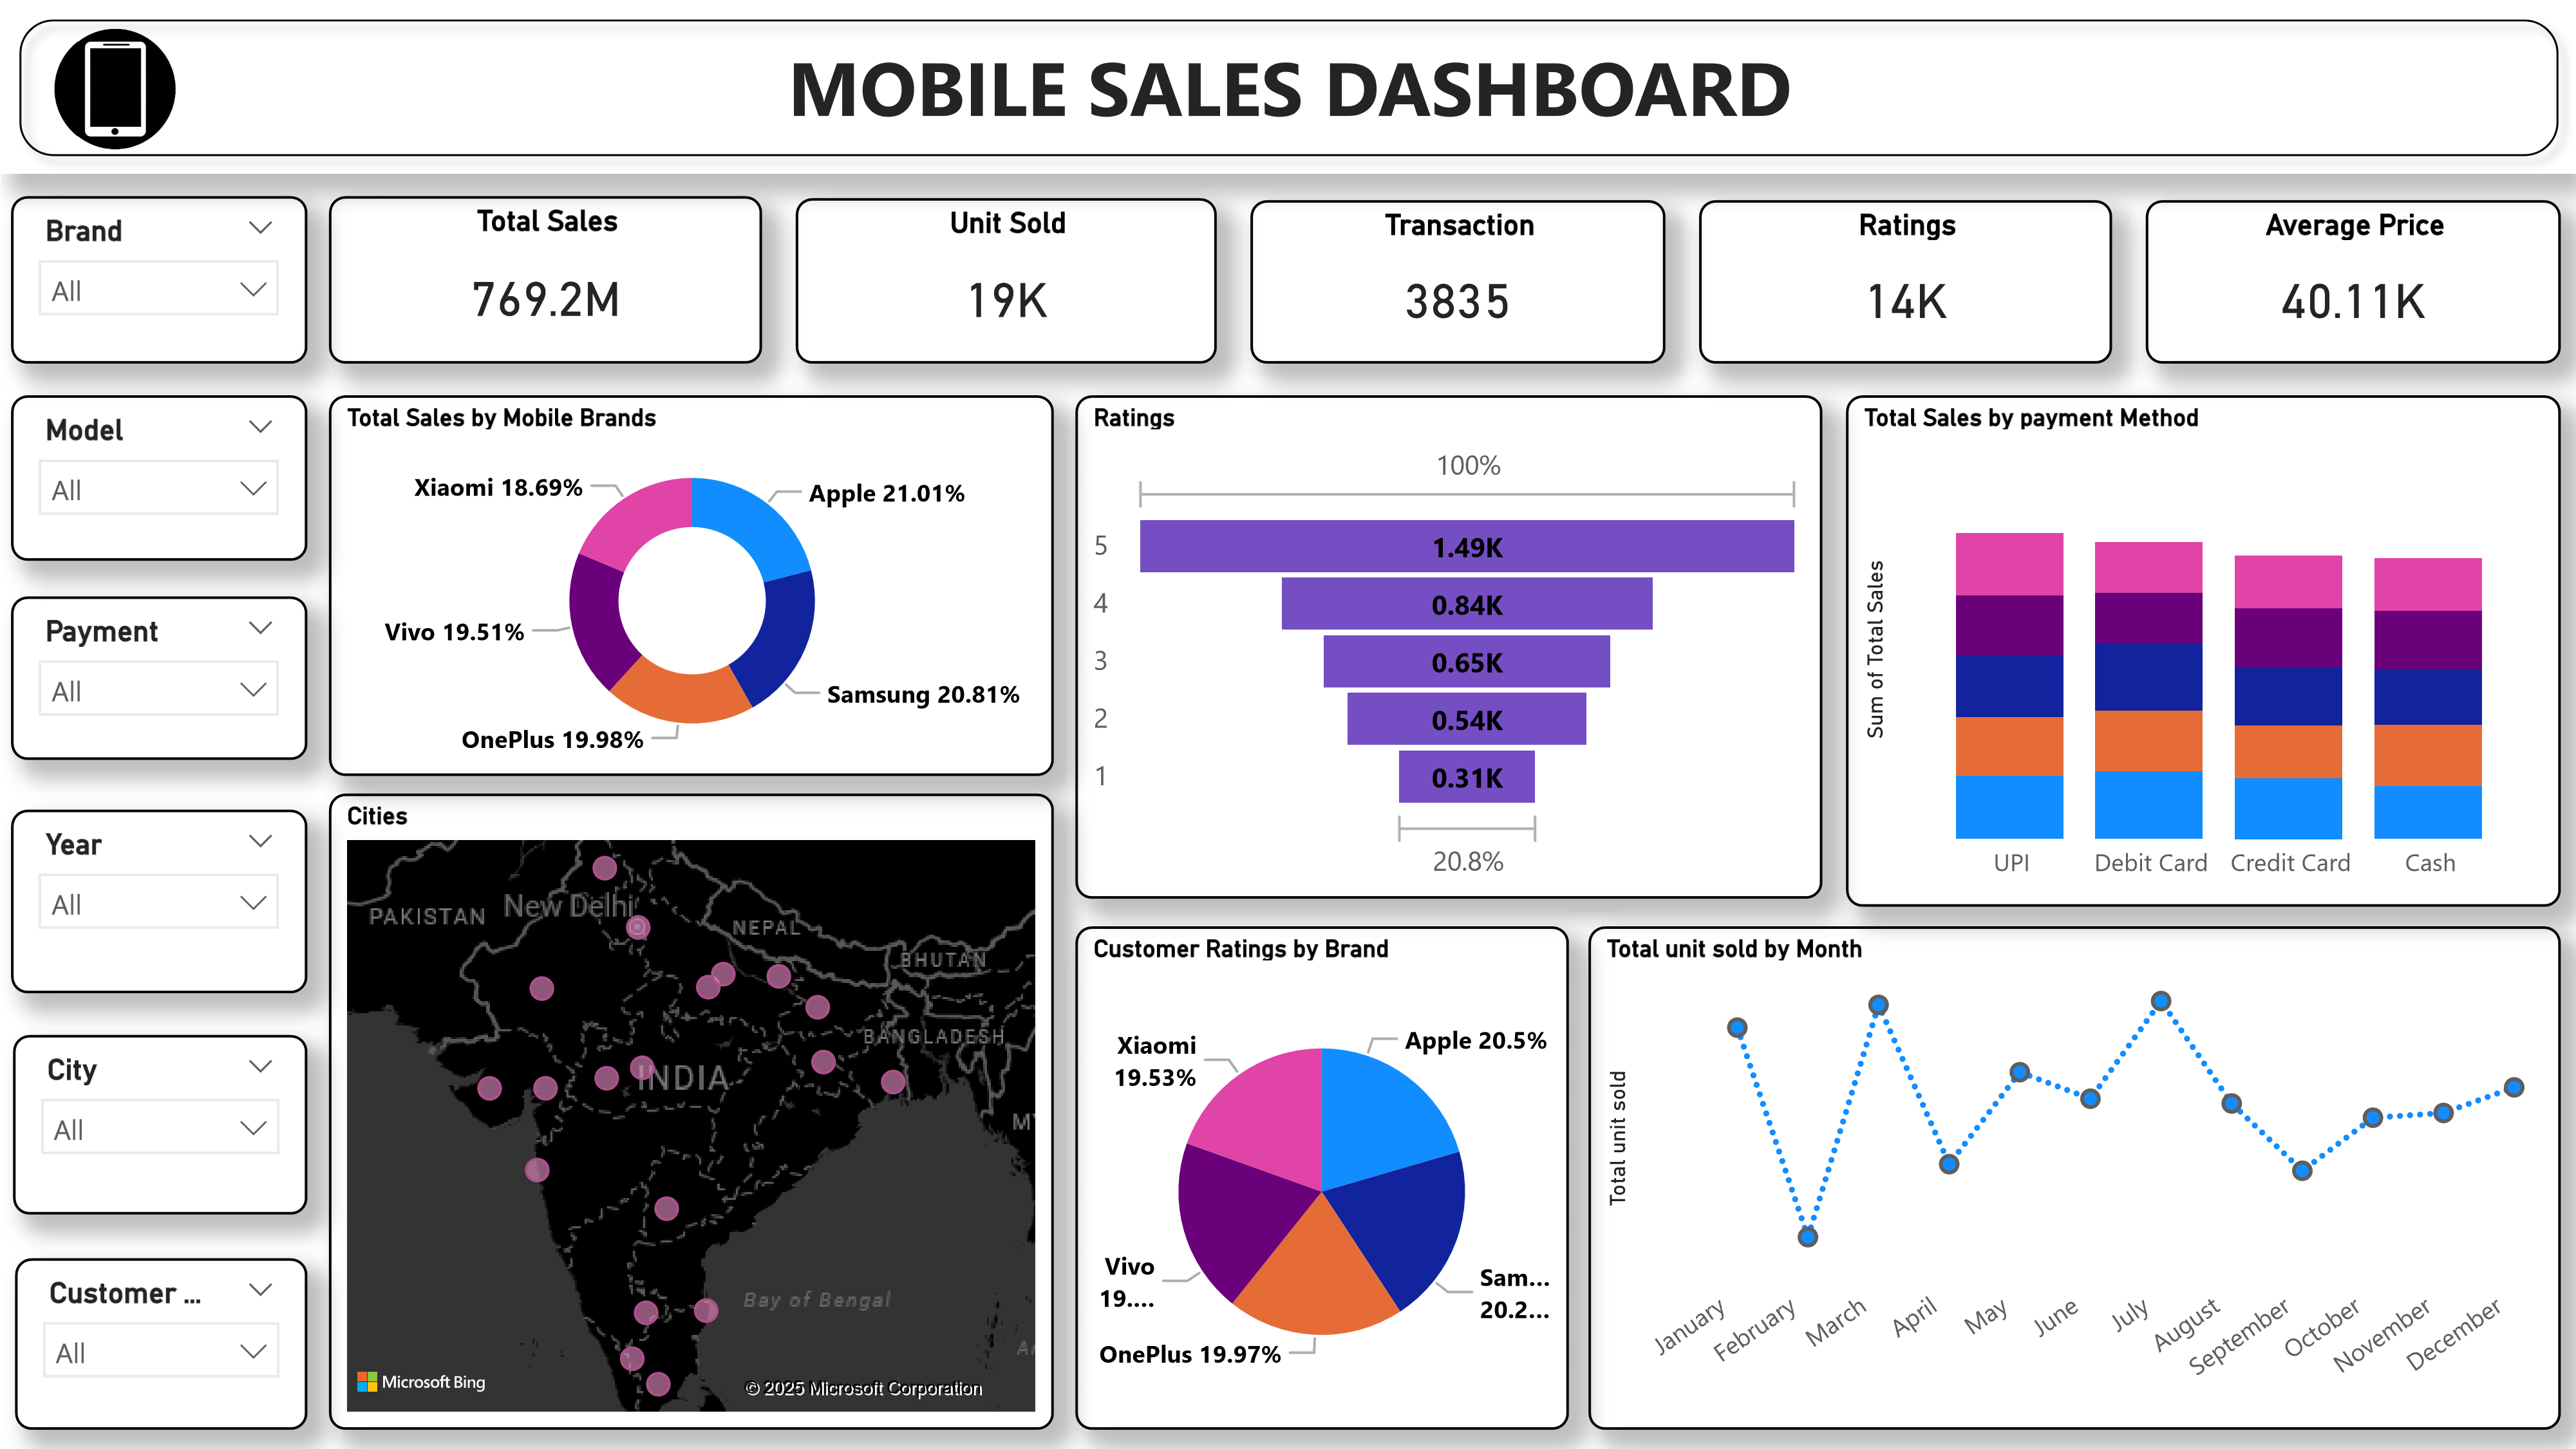 MOBILE SALES DASHBOARD
Brand
All
Total Sales
769.2M
Unit Sold
19K
Transaction
3835
Ratings
14K
Average Price
40.11K
Model
All
Payment
All
Year
All
City
All
Customer ...
All
Total Sales by Mobile Brands
Xiaomi 18.69%
Apple 21.01%
Vivo 19.51%
Samsung 20.81%
OnePlus 19.98%
Ratings
100%
5
1.49K
4
0.84K
3
0.65K
2
0.54K
1
0.31K
20.8%
Total Sales by payment Method
Sum of Total Sales
UPI
Debit Card
Credit Card
Cash
Cities
PAKISTAN
New Delhi
NEPAL
BHUTAN
BANGLADESH
INDIA
MY
Bay of Bengal
Microsoft Bing
© 2025 Microsoft Corporation
Customer Ratings by Brand
Xiaomi
19.53%
Apple 20.5%
Vivo
19....
Sam...
20.2...
OnePlus 19.97%
Total unit sold by Month
Total unit sold
January
February
March
April
May
June
July
August
September
October
November
December